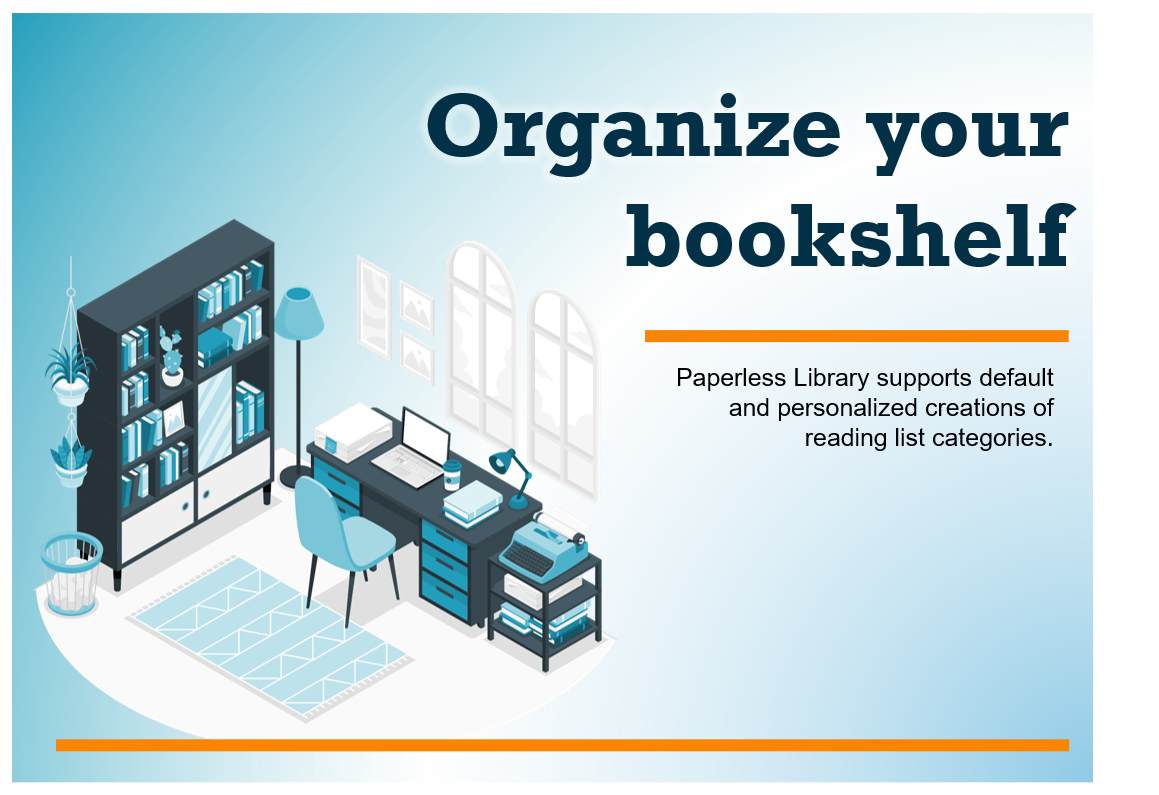 Organize your
bookshelf
Paperless Library supports default
and personalized creations of
reading list categories.